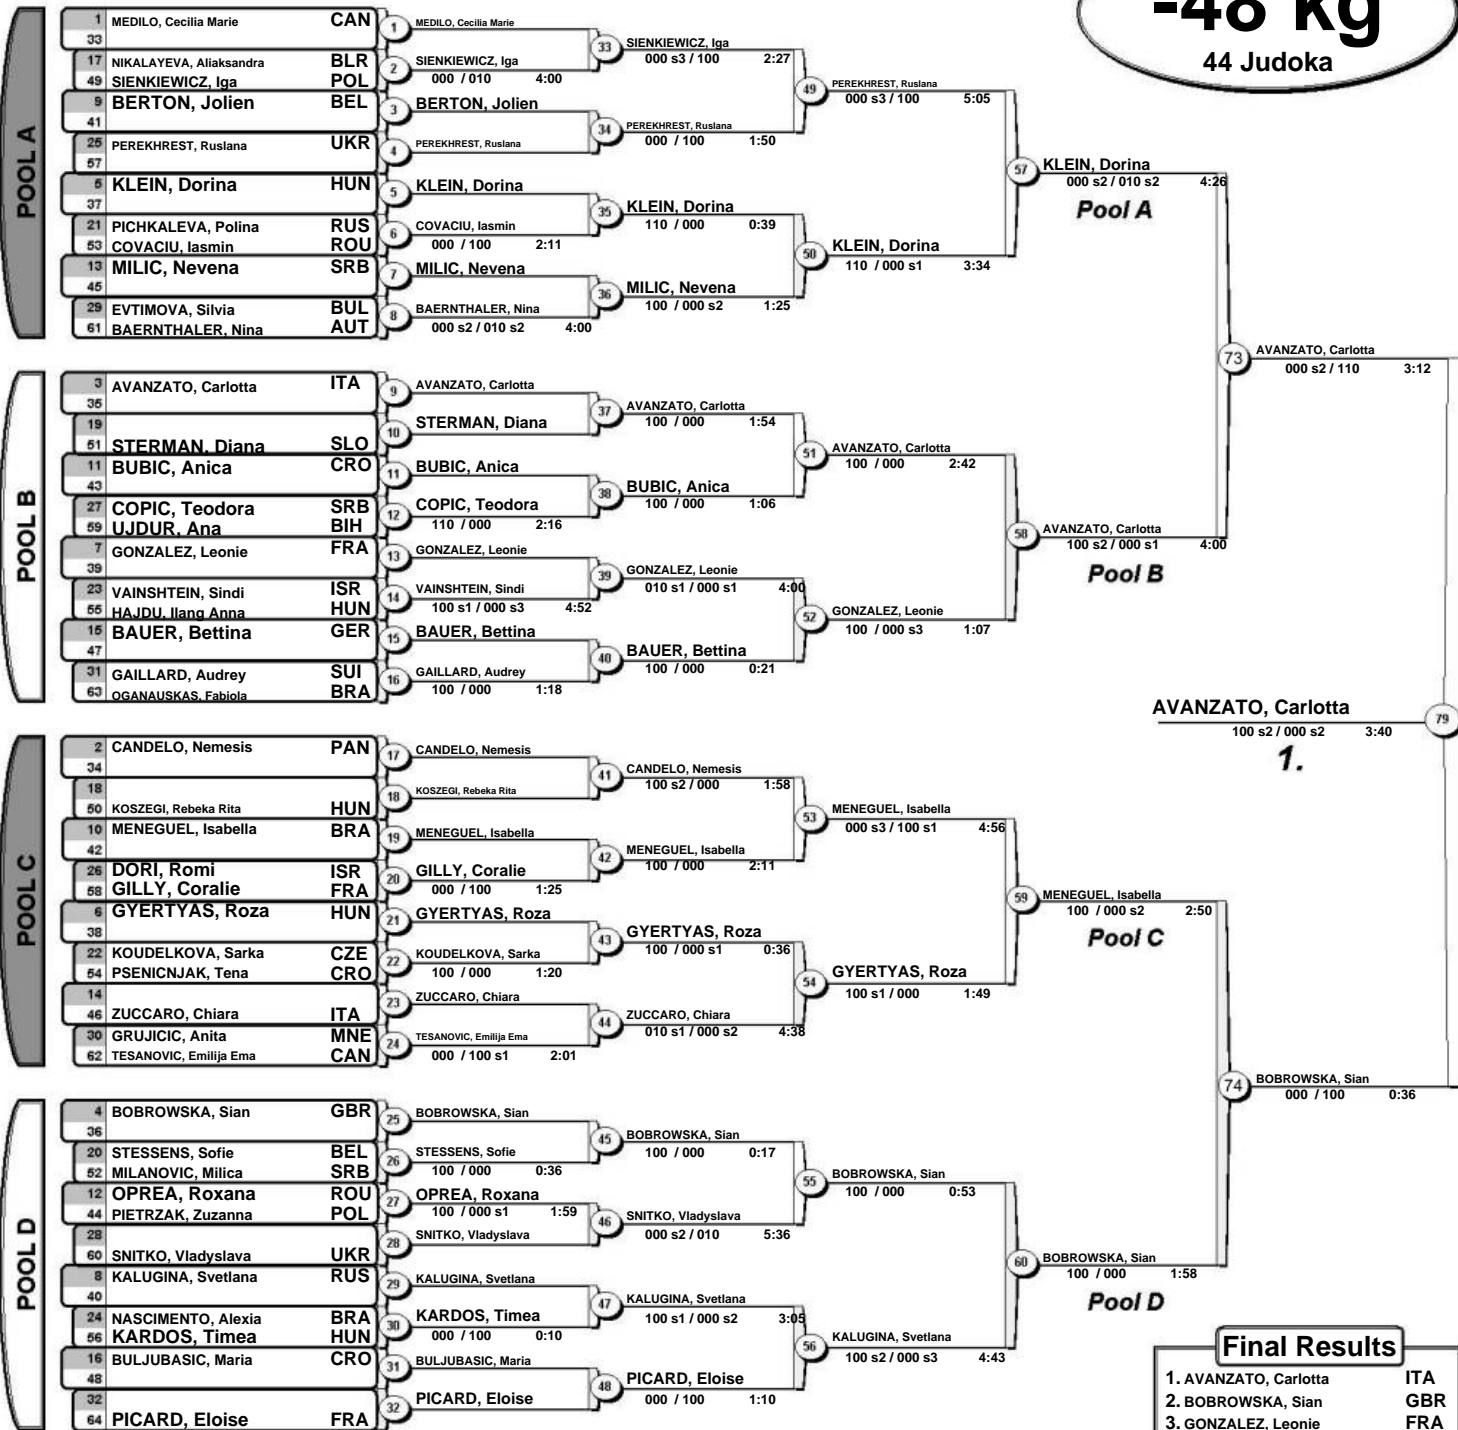 -48 kg
44 Judoka
POOL A
1 MEDILO, Cecilia Marie CAN
33
17 NIKALAYEVA, Aliaksandra BLR
49 SIENKIEWICZ, Iga POL
9 BERTON, Jolien BEL
41
25 PEREKHREST, Ruslana UKR
57
5 KLEIN, Dorina HUN
37
21 PICHKALEVA, Polina RUS
53 COVACIU, Iasmin ROU
13 MILIC, Nevena SRB
45
29 EVTIMOVA, Silvia BUL
61 BAERNTHALER, Nina AUT
1 MEDILO, Cecilia Marie
2 SIENKIEWICZ, Iga
000 / 010 4:00
3 BERTON, Jolien
4 PEREKHREST, Ruslana
5 KLEIN, Dorina
6 COVACIU, Iasmin
000 / 100 2:11
7 MILIC, Nevena
8 BAERNTHALER, Nina
000 s2 / 010 s2 4:00
33 SIENKIEWICZ, Iga
000 s3 / 100 2:27
34 PEREKHREST, Ruslana
000 / 100 1:50
35 KLEIN, Dorina
110 / 000 0:39
36 MILIC, Nevena
100 / 000 s2 1:25
49 PEREKHREST, Ruslana
000 s3 / 100 5:05
50 KLEIN, Dorina
110 / 000 s1 3:34
57 KLEIN, Dorina
000 s2 / 010 s2 4:26
Pool A
POOL B
3 AVANZATO, Carlotta ITA
35
19
51 STERMAN, Diana SLO
11 BUBIC, Anica CRO
43
27 COPIC, Teodora SRB
59 UJDUR, Ana BIH
7 GONZALEZ, Leonie FRA
39
23 VAINSHTEIN, Sindi ISR
55 HAJDU, Ilang Anna HUN
15 BAUER, Bettina GER
47
31 GAILLARD, Audrey SUI
63 OGANAUSKAS, Fabiola BRA
9 AVANZATO, Carlotta
10 STERMAN, Diana
11 BUBIC, Anica
12 COPIC, Teodora
110 / 000 2:16
13 GONZALEZ, Leonie
14 VAINSHTEIN, Sindi
100 s1 / 000 s3 4:52
15 BAUER, Bettina
16 GAILLARD, Audrey
100 / 000 1:18
37 AVANZATO, Carlotta
100 / 000 1:54
38 BUBIC, Anica
100 / 000 1:06
39 GONZALEZ, Leonie
010 s1 / 000 s1 4:00
40 BAUER, Bettina
100 / 000 0:21
51 AVANZATO, Carlotta
100 / 000 2:42
52 GONZALEZ, Leonie
100 / 000 s3 1:07
58 AVANZATO, Carlotta
100 s2 / 000 s1 4:00
Pool B
73 AVANZATO, Carlotta
000 s2 / 110 3:12
AVANZATO, Carlotta 79
100 s2 / 000 s2 3:40
1.
POOL C
2 CANDELO, Nemesis PAN
34
18
50 KOSZEGI, Rebeka Rita HUN
10 MENEGUEL, Isabella BRA
42
26 DORI, Romi ISR
58 GILLY, Coralie FRA
6 GYERTYAS, Roza HUN
38
22 KOUDELKOVA, Sarka CZE
54 PSENICNJAK, Tena CRO
14
46 ZUCCARO, Chiara ITA
30 GRUJICIC, Anita MNE
62 TESANOVIC, Emilija Ema CAN
17 CANDELO, Nemesis
18 KOSZEGI, Rebeka Rita
19 MENEGUEL, Isabella
20 GILLY, Coralie
000 / 100 1:25
21 GYERTYAS, Roza
22 KOUDELKOVA, Sarka
100 / 000 1:20
23 ZUCCARO, Chiara
24 TESANOVIC, Emilija Ema
000 / 100 s1 2:01
41 CANDELO, Nemesis
100 s2 / 000 1:58
42 MENEGUEL, Isabella
100 / 000 2:11
43 GYERTYAS, Roza
100 / 000 s1 0:36
44 ZUCCARO, Chiara
010 s1 / 000 s2 4:38
53 MENEGUEL, Isabella
000 s3 / 100 s1 4:56
54 GYERTYAS, Roza
100 s1 / 000 1:49
59 MENEGUEL, Isabella
100 / 000 s2 2:50
Pool C
POOL D
4 BOBROWSKA, Sian GBR
36
20 STESSENS, Sofie BEL
52 MILANOVIC, Milica SRB
12 OPREA, Roxana ROU
44 PIETRZAK, Zuzanna POL
28
60 SNITKO, Vladyslava UKR
8 KALUGINA, Svetlana RUS
40
24 NASCIMENTO, Alexia BRA
56 KARDOS, Timea HUN
16 BULJUBASIC, Maria CRO
48
32
64 PICARD, Eloise FRA
25 BOBROWSKA, Sian
26 STESSENS, Sofie
100 / 000 0:36
27 OPREA, Roxana
100 / 000 s1 1:59
28 SNITKO, Vladyslava
29 KALUGINA, Svetlana
30 KARDOS, Timea
000 / 100 0:10
31 BULJUBASIC, Maria
32 PICARD, Eloise
45 BOBROWSKA, Sian
100 / 000 0:17
46 SNITKO, Vladyslava
000 s2 / 010 5:36
47 KALUGINA, Svetlana
100 s1 / 000 s2 3:05
48 PICARD, Eloise
000 / 100 1:10
55 BOBROWSKA, Sian
100 / 000 0:53
56 KALUGINA, Svetlana
100 s2 / 000 s3 4:43
60 BOBROWSKA, Sian
100 / 000 1:58
Pool D
74 BOBROWSKA, Sian
000 / 100 0:36
Final Results
1. AVANZATO, Carlotta ITA
2. BOBROWSKA, Sian GBR
3. GONZALEZ, Leonie FRA